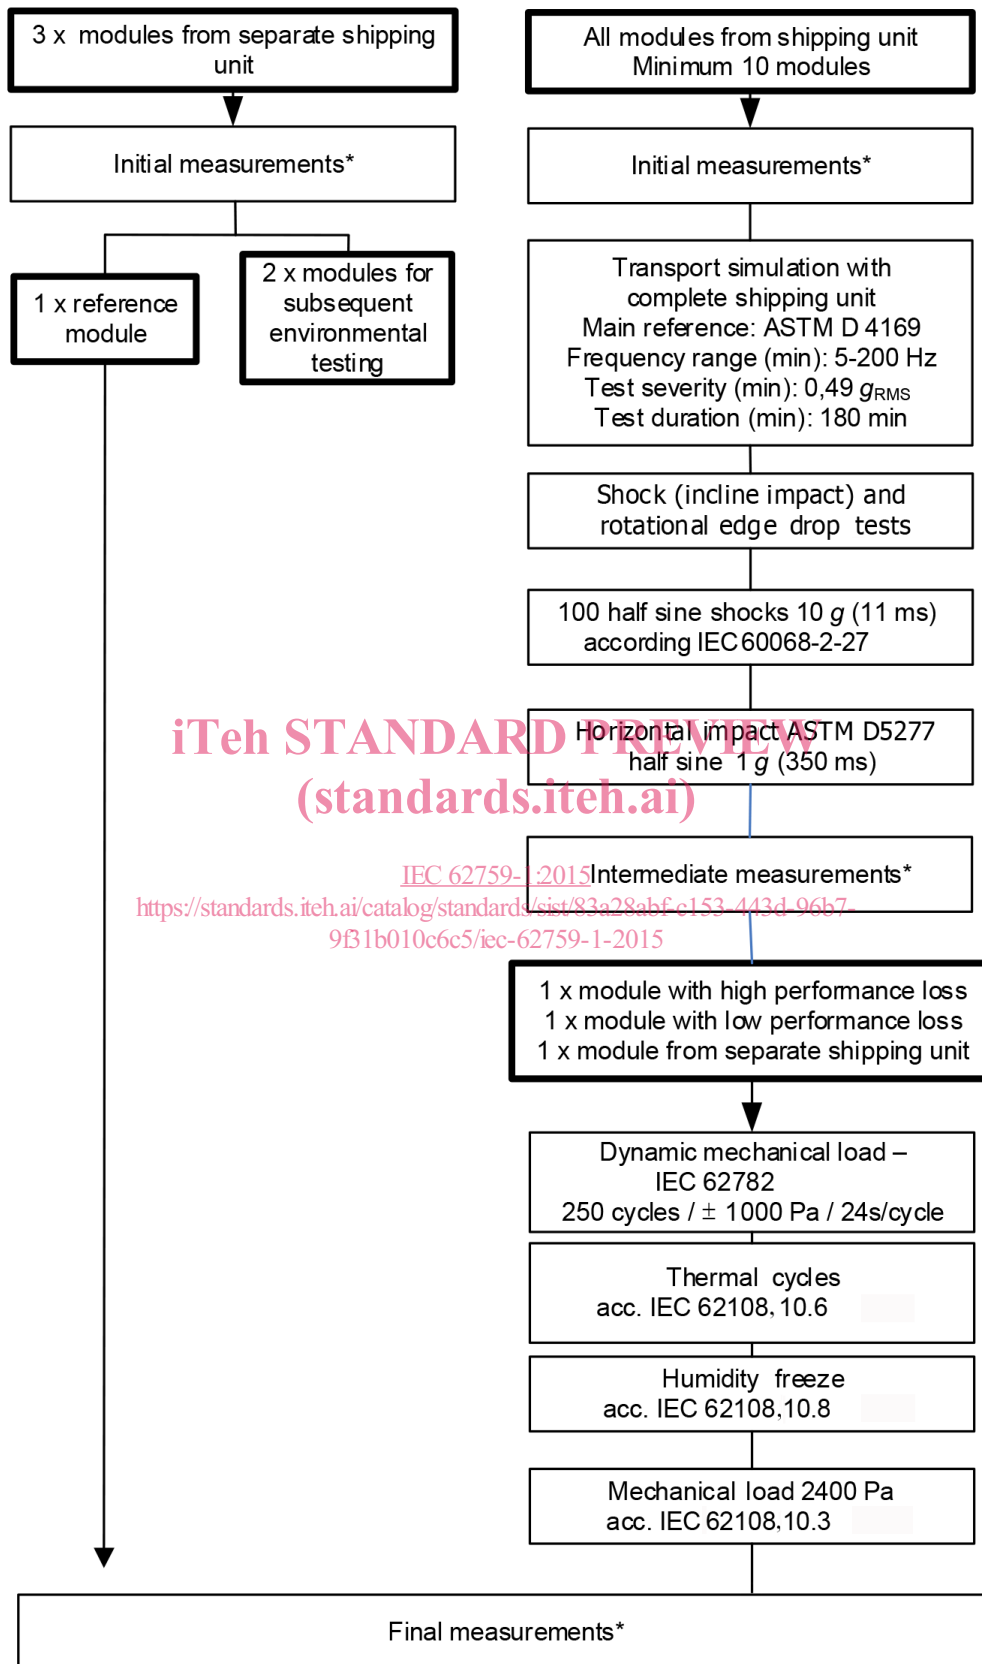 3 x modules from separate shipping
unit
All modules from shipping unit
Minimum 10 modules
Initial measurements*
Initial measurements*
1 x reference
module
2 x modules for
subsequent
environmental
testing
Transport simulation with
complete shipping unit
Main reference: ASTM D 4169
Frequency range (min): 5-200 Hz
Test severity (min): 0,49 gRMS
Test duration (min): 180 min
Shock (incline impact) and
rotational edge drop tests
100 half sine shocks 10 g (11 ms)
according IEC 60068-2-27
Horizontal impact ASTM D5277
half sine 1 g (350 ms)
iTeh STANDARD PREVIEW
(standards.iteh.ai)
Intermediate measurements*
IEC 62759-1:2015
https://standards.iteh.ai/catalog/standards/sist/83a28abf-c153-443d-96b7-
9f31b010c6c5/iec-62759-1-2015
1 x module with high performance loss
1 x module with low performance loss
1 x module from separate shipping unit
Dynamic mechanical load –
IEC 62782
250 cycles / ± 1000 Pa / 24s/cycle
Thermal cycles
acc. IEC 62108, 10.6
Humidity freeze
acc. IEC 62108,10.8
Mechanical load 2400 Pa
acc. IEC 62108,10.3
Final measurements*